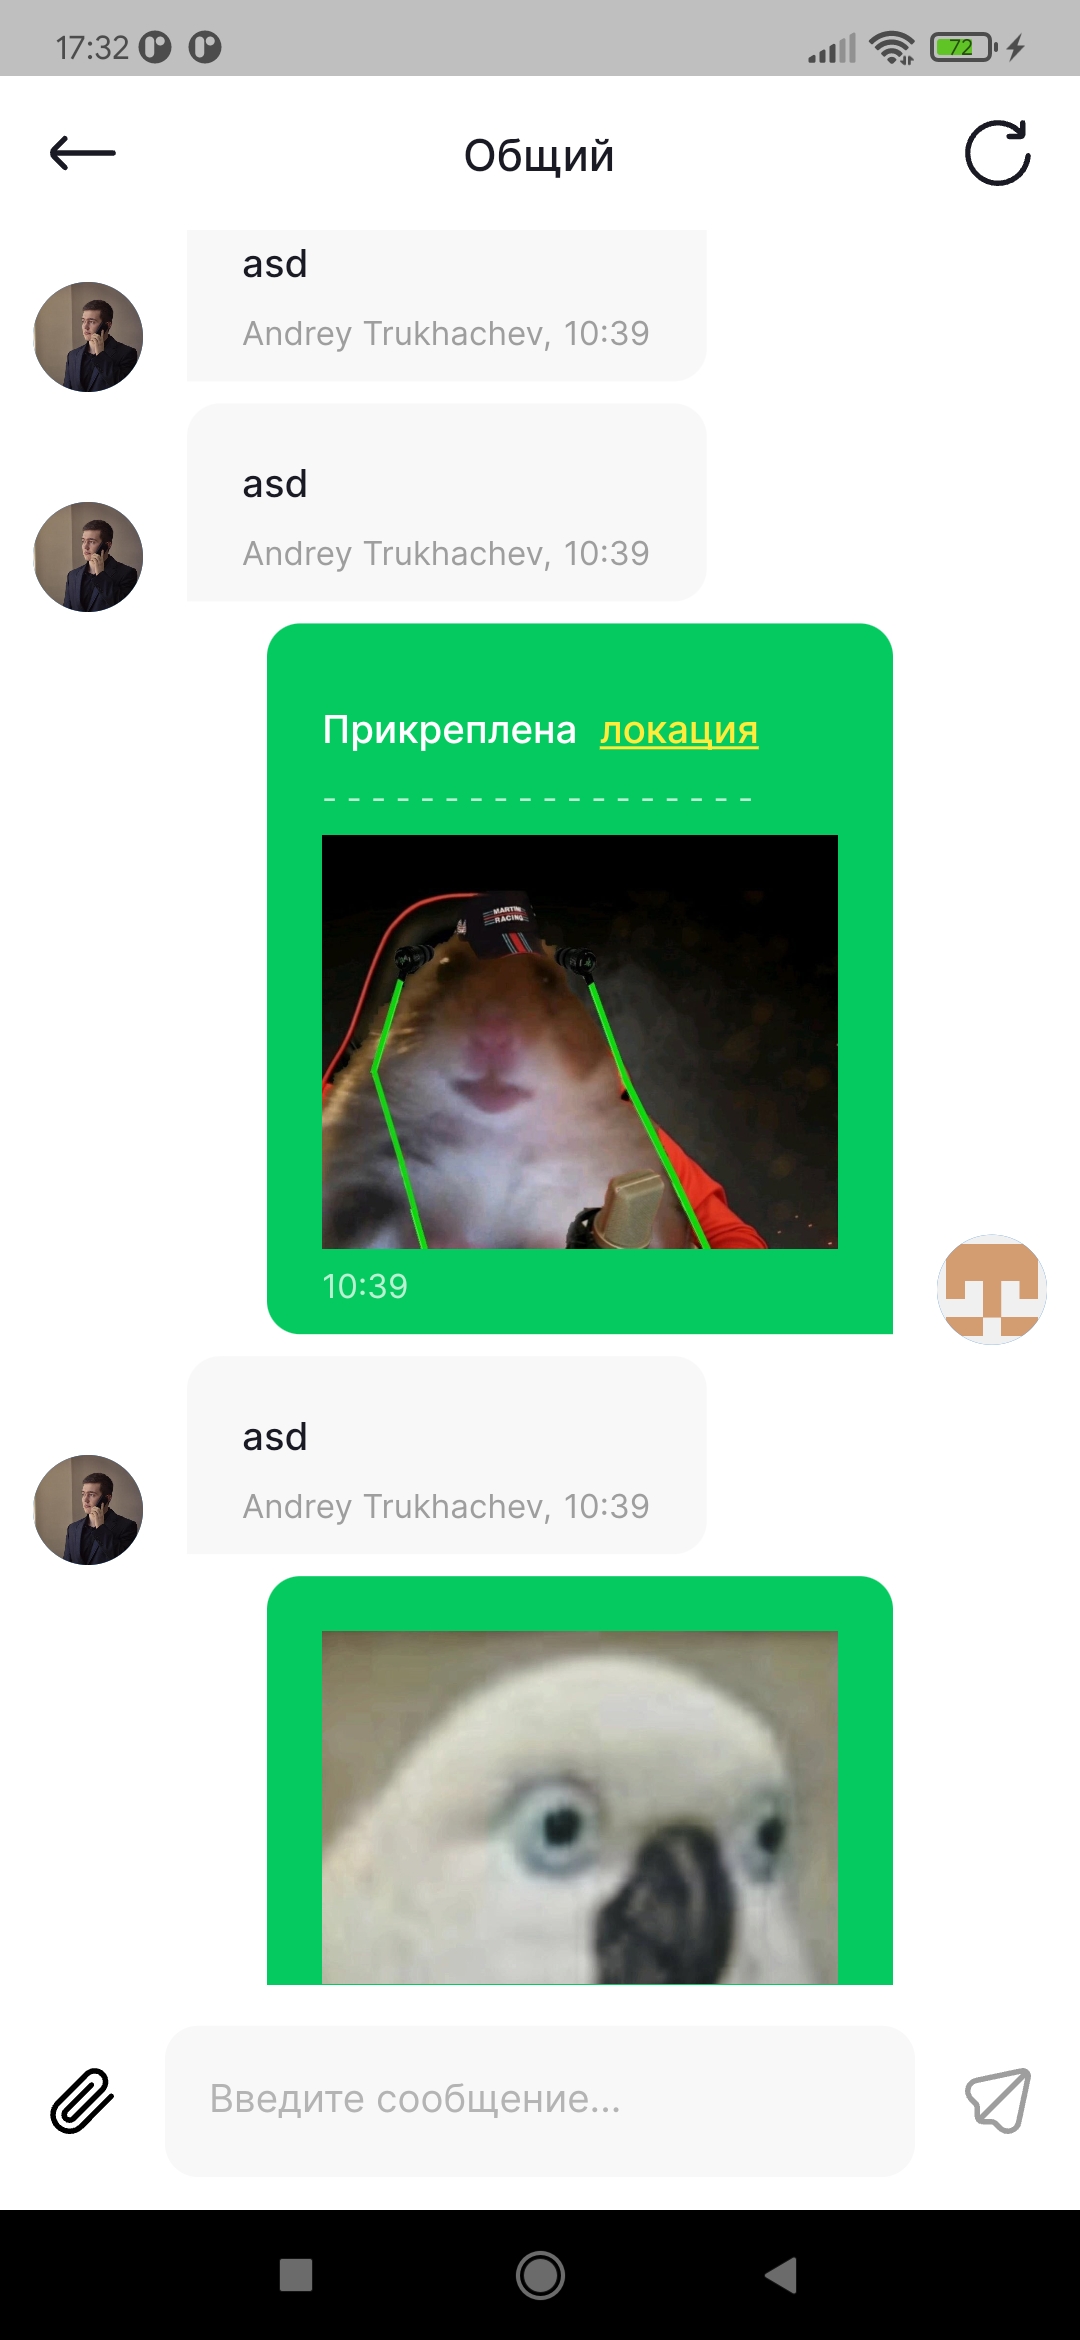 17:32
72
Общий
asd
Andrey Trukhachev, 10:39
asd
Andrey Trukhachev, 10:39
Прикреплена локация
- - - - - - - - - - - - - - - - - -
MARTINI
RACING
10:39
asd
Andrey Trukhachev, 10:39
Введите сообщение...